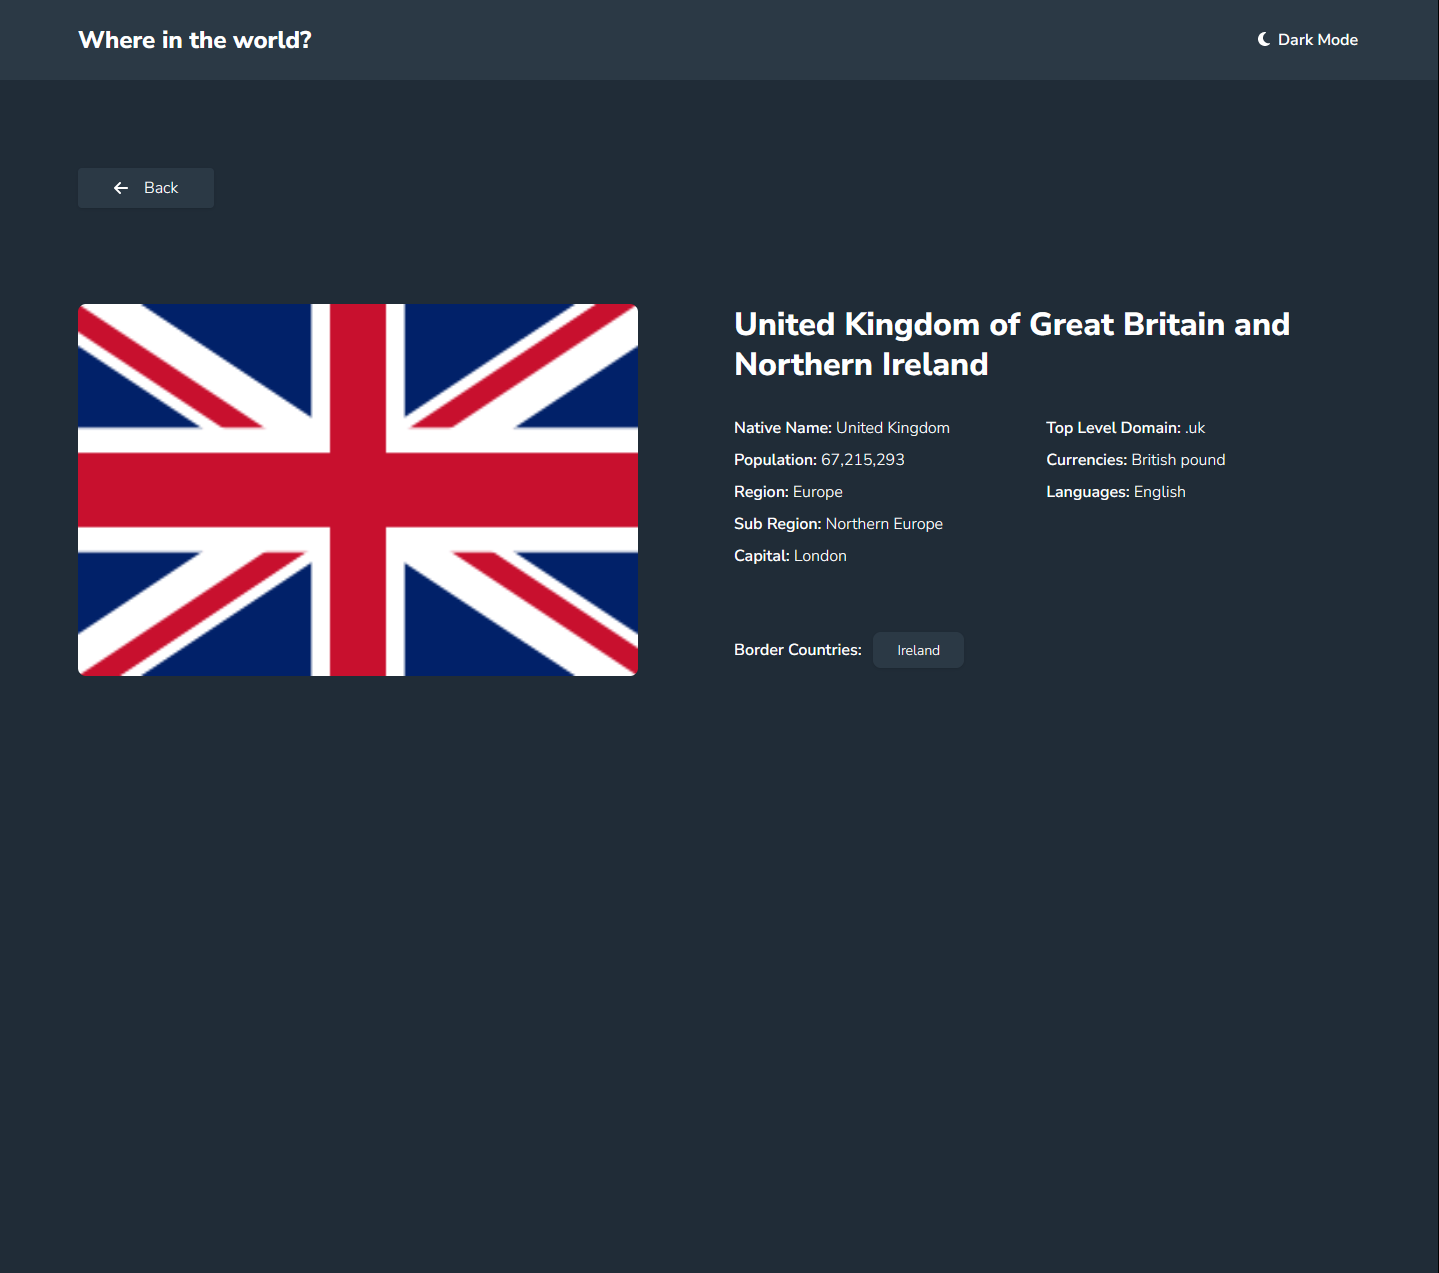 Where in the world?
Dark Mode
Back
United Kingdom of Great Britain and
Northern Ireland
Native Name: United Kingdom
Population: 67,215,293
Region: Europe
Sub Region: Northern Europe
Capital: London
Top Level Domain: .uk
Currencies: British pound
Languages: English
Border Countries: Ireland